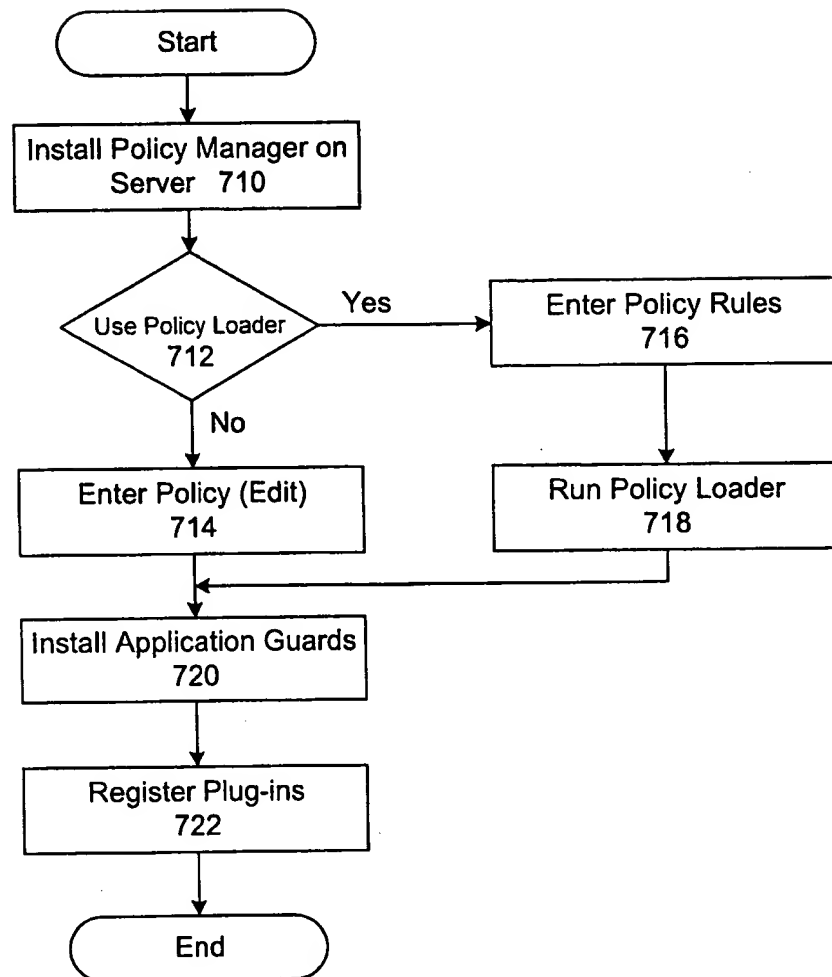 Start
Install Policy Manager on
Server 710
Use Policy Loader
712
Yes
No
Enter Policy Rules
716
Enter Policy (Edit)
714
Run Policy Loader
718
Install Application Guards
720
Register Plug-ins
722
End